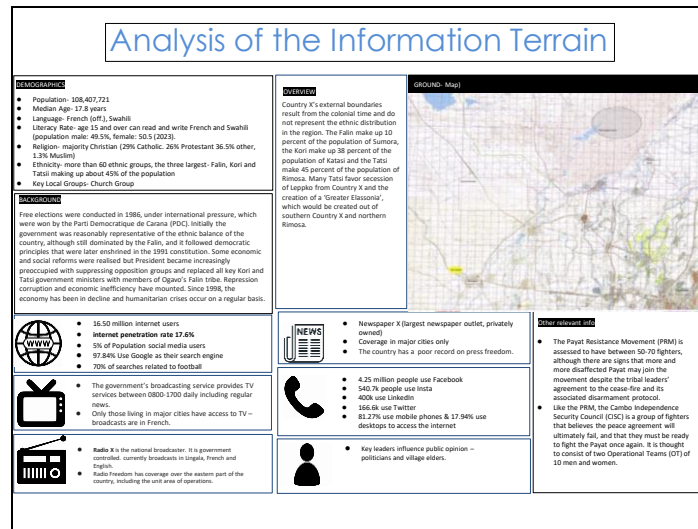 Analysis of the Information Terrain
DEMOGRAPHICS
● Population- 108,407,721
● Median Age- 17.8 years
● Language- French (off.), Swahili
● Literacy Rate- age 15 and over can read and write French and Swahili
(population male: 49.5%, female: 50.5 (2023).
● Religion- majority Christian (29% Catholic. 26% Protestant 36.5% other,
1.3% Muslim)
● Ethnicity- more than 60 ethnic groups, the three largest- Falin, Kori and
Tatsii making up about 45% of the population
● Key Local Groups- Church Group
BACKGROUND
Free elections were conducted in 1986, under international pressure, which
were won by the Parti Democratique de Carana (PDC). Initially the
government was reasonably representative of the ethnic balance of the
country, although still dominated by the Falin, and it followed democratic
principles that were later enshrined in the 1991 constitution. Some economic
and social reforms were realised but President became increasingly
preoccupied with suppressing opposition groups and replaced all key Kori and
Tatsi government ministers with members of Ogavo's Falin tribe. Repression
corruption and economic inefficiency have mounted. Since 1998, the
economy has been in decline and humanitarian crises occur on a regular basis.
OVERVIEW
Country X's external boundaries
result from the colonial time and do
not represent the ethnic distribution
in the region. The Falin make up 10
percent of the population of Sumora,
the Kori make up 38 percent of the
population of Katasi and the Tatsi
make 45 percent of the population of
Rimosa. Many Tatsi favor secession
of Leppko from Country X and the
creation of a 'Greater Elassonia',
which would be created out of
southern Country X and northern
Rimosa.
GROUND- Map)
WWW
● 16.50 million internet users
● internet penetration rate 17.6%
● 5% of Population social media users
● 97.84% Use Google as their search engine
● 70% of searches related to football
NEWS
● Newspaper X (largest newspaper outlet, privately
owned)
● Coverage in major cities only
● The country has a poor record on press freedom.
● The government's broadcasting service provides TV
services between 0800-1700 daily including regular
news.
● Only those living in major cities have access to TV –
broadcasts are in French.
● 4.25 million people use Facebook
● 540.7k people use Insta
● 400k use LinkedIn
● 166.6k use Twitter
● 81.27% use mobile phones & 17.94% use
desktops to access the internet
● Radio X is the national broadcaster. It is government
controlled. currently broadcasts in Lingala, French and
English.
● Radio Freedom has coverage over the eastern part of the
country, including the unit area of operations.
● Key leaders influence public opinion –
politicians and village elders.
Other relevant info
● The Payat Resistance Movement (PRM) is
assessed to have between 50-70 fighters,
although there are signs that more and
more disaffected Payat may join the
movement despite the tribal leaders'
agreement to the cease-fire and its
associated disarmament protocol.
● Like the PRM, the Cambo Independence
Security Council (CISC) is a group of fighters
that believes the peace agreement will
ultimately fail, and that they must be ready
to fight the Payat once again. It is thought
to consist of two Operational Teams (OT) of
10 men and women.